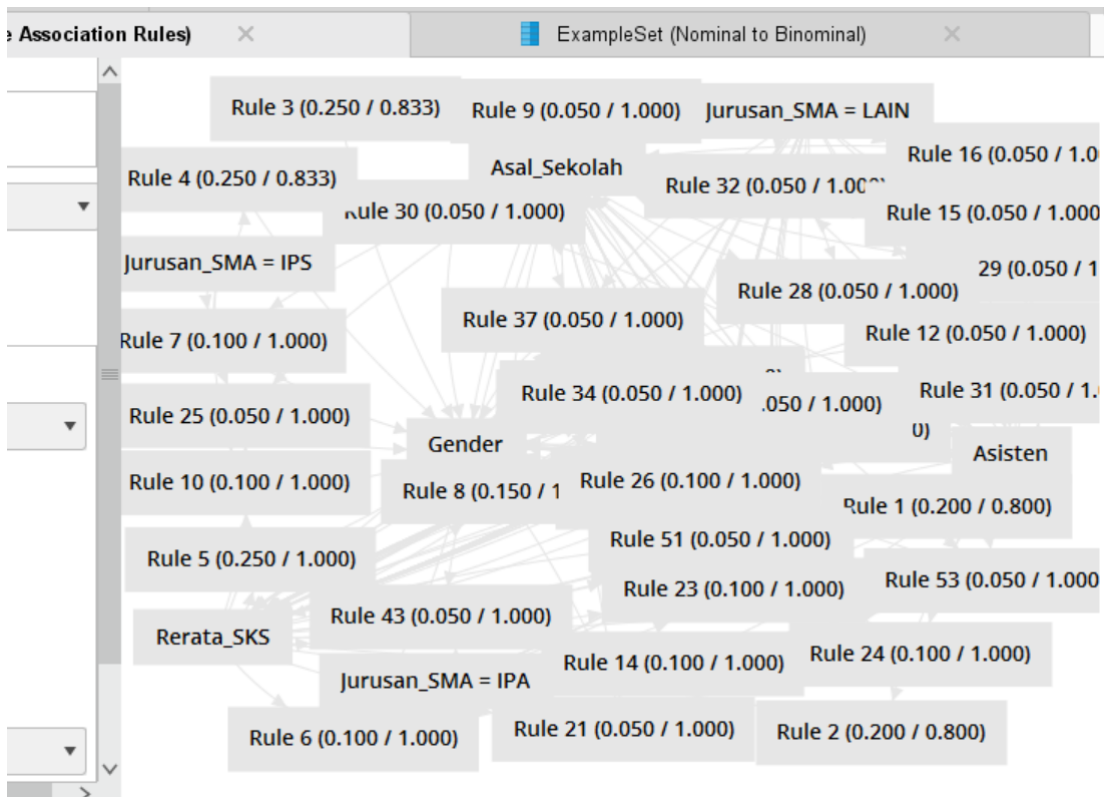 e Association Rules)
ExampleSet (Nominal to Binominal)
Rule 3 (0.250 / 0.833)
Rule 9 (0.050 / 1.000)
Jurusan_SMA = LAIN
Asal_Sekolah
Rule 16 (0.050 / 1.0
Rule 4 (0.250 / 0.833)
Rule 32 (0.050 / 1.000)
Rule 30 (0.050 / 1.000)
Rule 15 (0.050 / 1.000
Jurusan_SMA = IPS
29 (0.050 / 1
Rule 28 (0.050 / 1.000)
Rule 37 (0.050 / 1.000)
Rule 12 (0.050 / 1.000)
Rule 7 (0.100 / 1.000)
Rule 34 (0.050 / 1.000)
.050 / 1.000)
Rule 31 (0.050 / 1.
Rule 25 (0.050 / 1.000)
0)
Gender
Asisten
Rule 10 (0.100 / 1.000)
Rule 8 (0.150 / 1
Rule 26 (0.100 / 1.000)
Rule 1 (0.200 / 0.800)
Rule 51 (0.050 / 1.000)
Rule 5 (0.250 / 1.000)
Rule 23 (0.100 / 1.000)
Rule 53 (0.050 / 1.000
Rule 43 (0.050 / 1.000)
Rerata_SKS
Rule 14 (0.100 / 1.000)
Rule 24 (0.100 / 1.000)
Jurusan_SMA = IPA
Rule 6 (0.100 / 1.000)
Rule 21 (0.050 / 1.000)
Rule 2 (0.200 / 0.800)